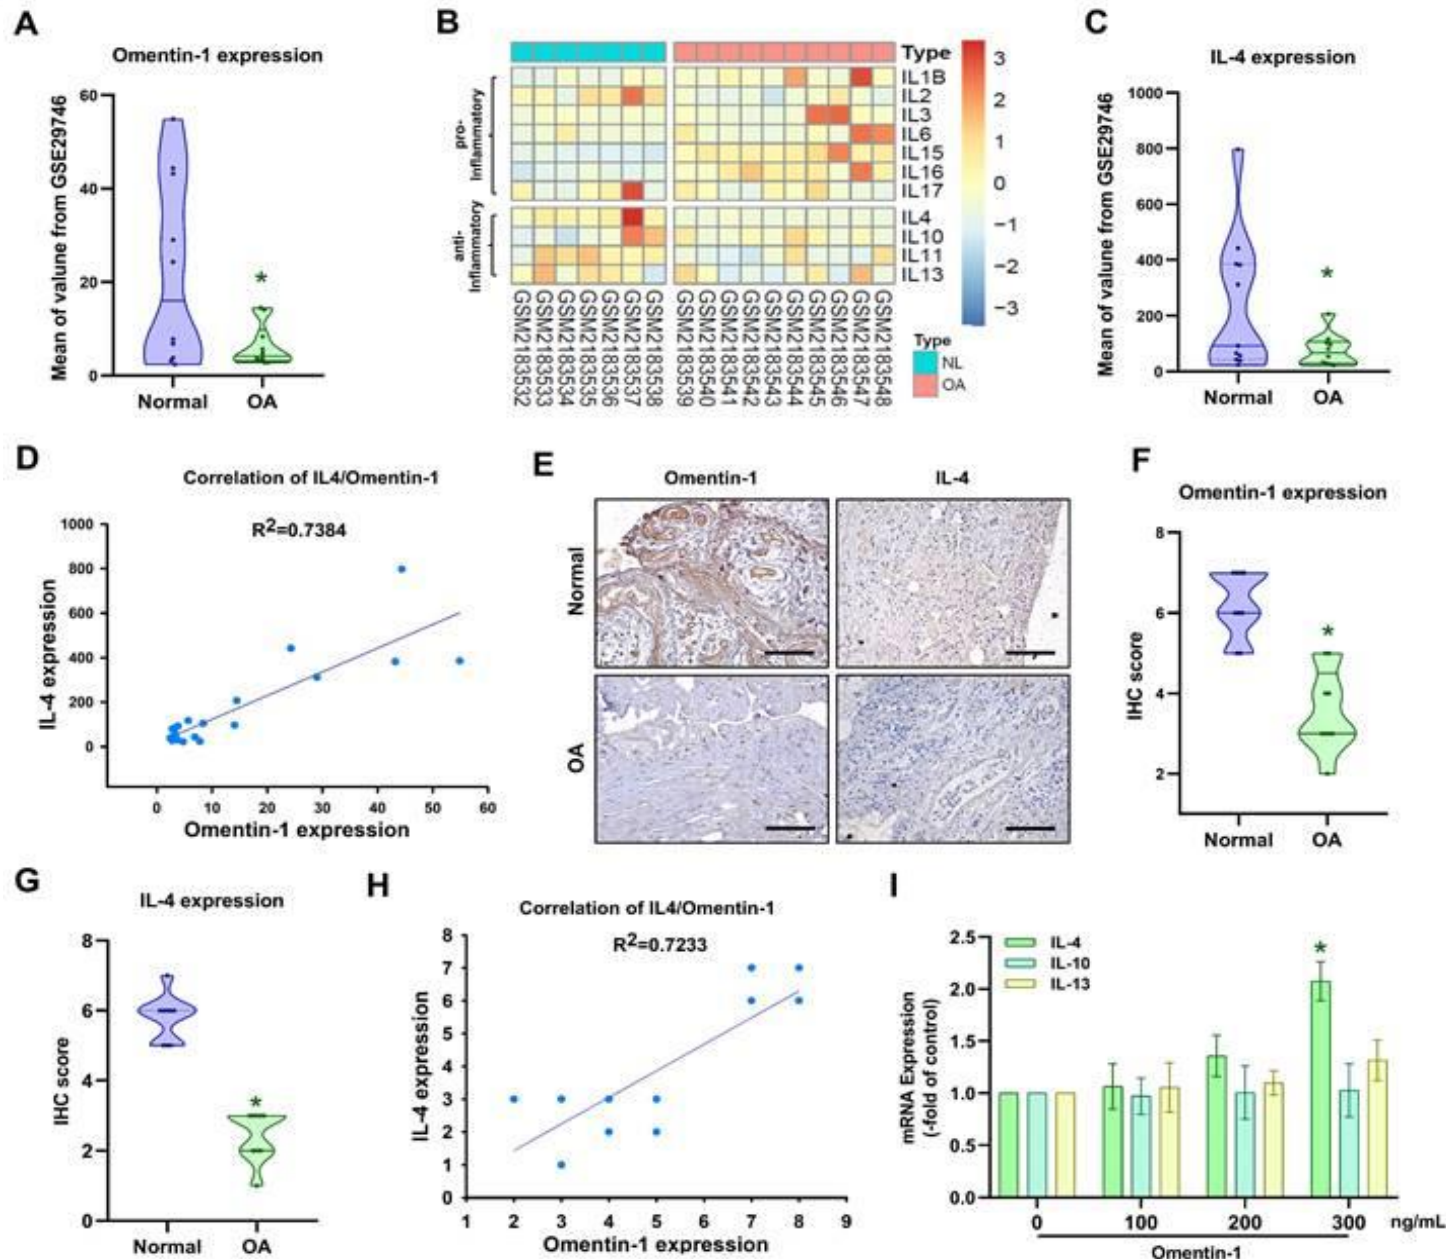 A
Omentin-1 expression
Mean of valune from GSE29746
60
40
20
0
Normal
OA
*
B
Type
pro-
Inflammatory
anti-
Inflammatory
IL1B
IL2
IL3
IL6
IL15
IL16
IL17
IL4
IL10
IL11
IL13
3
2
1
0
−1
−2
−3
GSM2183532
GSM2183533
GSM2183534
GSM2183535
GSM2183536
GSM2183537
GSM2183538
GSM2183539
GSM2183540
GSM2183541
GSM2183542
GSM2183543
GSM2183544
GSM2183545
GSM2183546
GSM2183547
GSM2183548
Type
NL
OA
C
IL-4 expression
Mean of valune from GSE29746
1000
800
600
400
200
0
Normal
OA
*
D
Correlation of IL4/Omentin-1
R2=0.7384
IL-4 expression
1000
800
600
400
200
0
0 10 20 30 40 50 60
Omentin-1 expression
E
Omentin-1
IL-4
Normal
OA
F
Omentin-1 expression
IHC score
8
6
4
2
Normal
OA
*
G
IL-4 expression
IHC score
8
6
4
2
0
Normal
OA
*
H
Correlation of IL4/Omentin-1
R2=0.7233
IL-4 expression
8
7
6
5
4
3
2
1
0
1 2 3 4 5 6 7 8 9
Omentin-1 expression
I
mRNA Expression
(-fold of control)
2.5
2.0
1.5
1.0
0.5
0.0
IL-4
IL-10
IL-13
*
0 100 200 300 ng/mL
Omentin-1